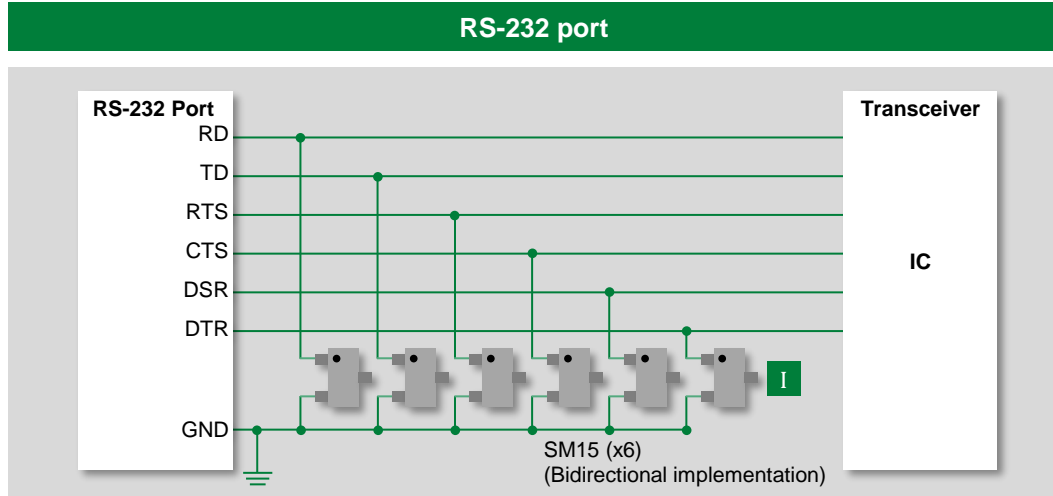 RS-232 port
RS-232 Port
Transceiver
RD
TD
RTS
CTS
IC
DSR
DTR
I
GND
SM15 (x6)
(Bidirectional implementation)